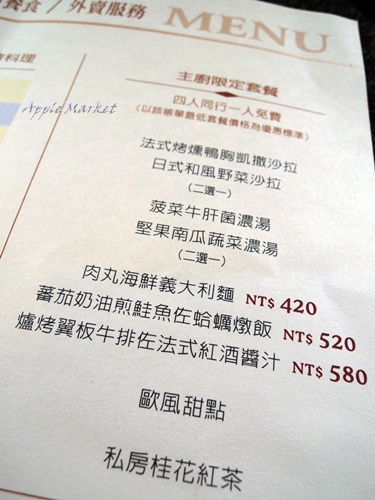 餐食 / 外賣服務
MENU
料理
Apple Market
主廚限定套餐
四人同行一人免費
(以該帳單最低套餐價格為優惠標準)
法式烤燻鴨胸凱撒沙拉
日式和風野菜沙拉
(二選一)
菠菜牛肝菌濃湯
堅果南瓜蔬菜濃湯
(二選一)
肉丸海鮮義大利麵 NT$ 420
蕃茄奶油煎鮭魚佐蛤蠣燉飯 NT$ 520
爐烤翼板牛排佐法式紅酒醬汁 NT$ 580
歐風甜點
私房桂花紅茶